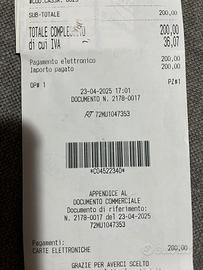 SUB-TOTALE 200,00
TOTALE COMPLESSIVO 200,00
di cui IVA 36,07
Pagamento elettronico 200,00
Importo pagato 200,00
OP# 1 PZ#1
23-04-2025 17:01
DOCUMENTO N. 2178-0017
RT 72MU1047353
*C0452234D*
APPENDICE AL
DOCUMENTO COMMERCIALE
Documento di riferimento:
N. 2178-0017 del 23-04-2025
72MU1047353
Pagamenti:
CARTE ELETTRONICHE 200,00
GRAZIE PER AVERCI SCELTO